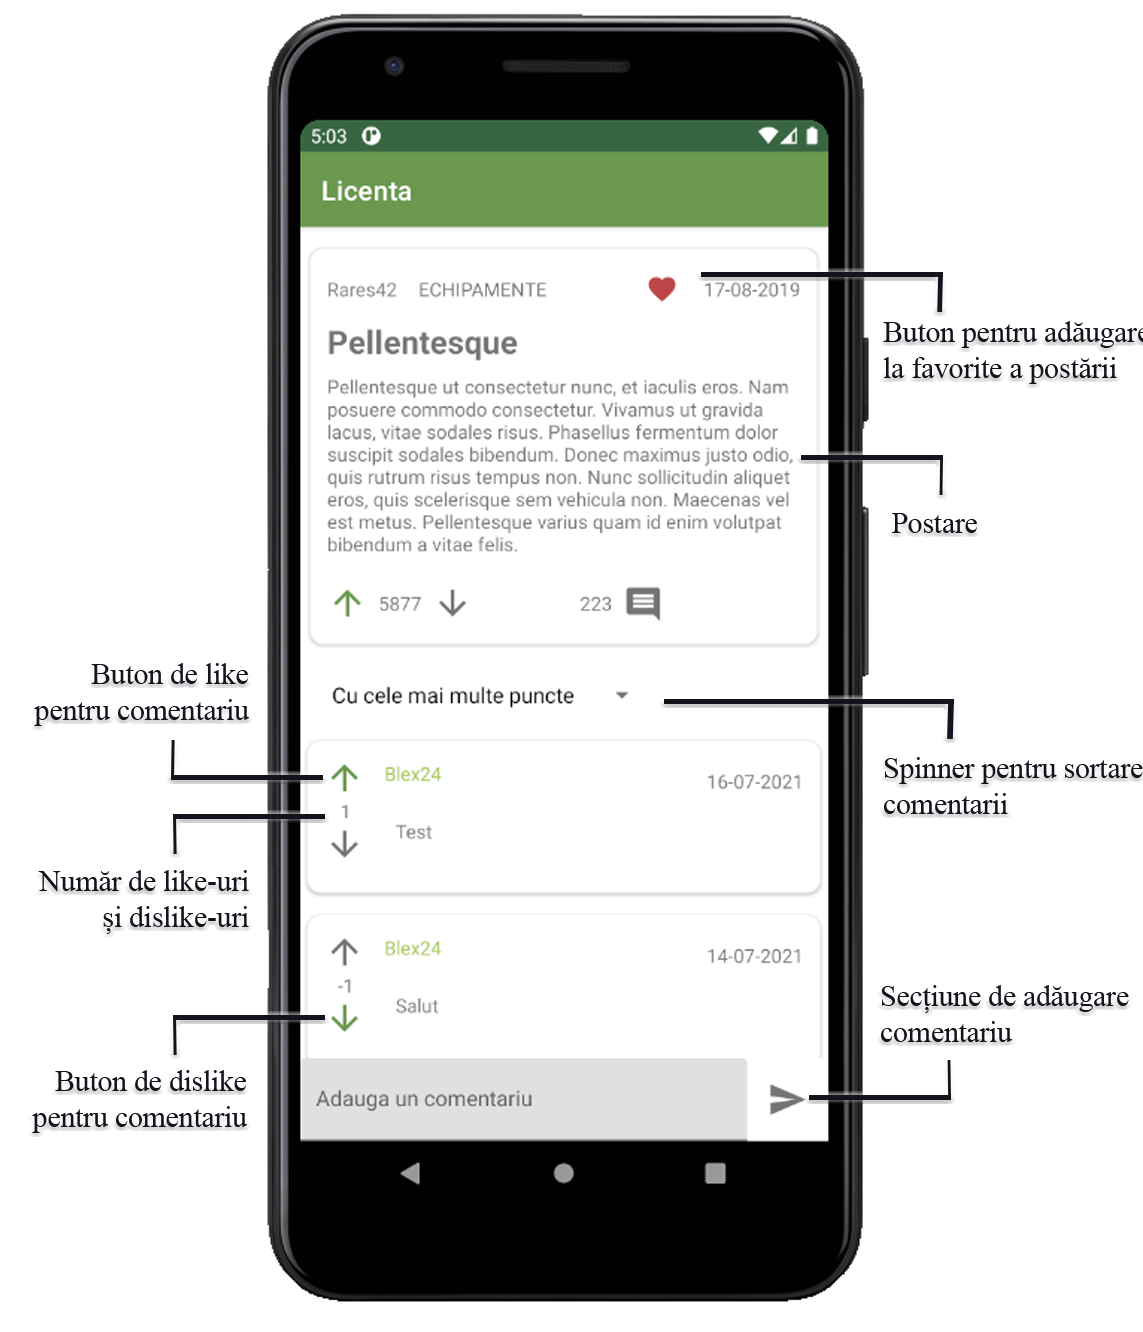 5:03
Licenta
Rares42 ECHIPAMENTE 17-08-2019
Pellentesque
Pellentesque ut consectetur nunc, et iaculis eros. Nam
posuere commodo consectetur. Vivamus ut gravida
lacus, vitae sodales risus. Phasellus fermentum dolor
suscipit sodales bibendum. Donec maximus justo odio,
quis rutrum risus tempus non. Nunc sollicitudin aliquet
eros, quis scelerisque sem vehicula non. Maecenas vel
est metus. Pellentesque varius quam id enim volutpat
bibendum a vitae felis.
5877 223
Cu cele mai multe puncte
Blex24 16-07-2021
1
Test
Blex24 14-07-2021
-1
Salut
Adauga un comentariu
Buton pentru adăugare
la favorite a postării
Postare
Spinner pentru sortare
comentarii
Secțiune de adăugare
comentariu
Buton de like
pentru comentariu
Număr de like-uri
și dislike-uri
Buton de dislike
pentru comentariu